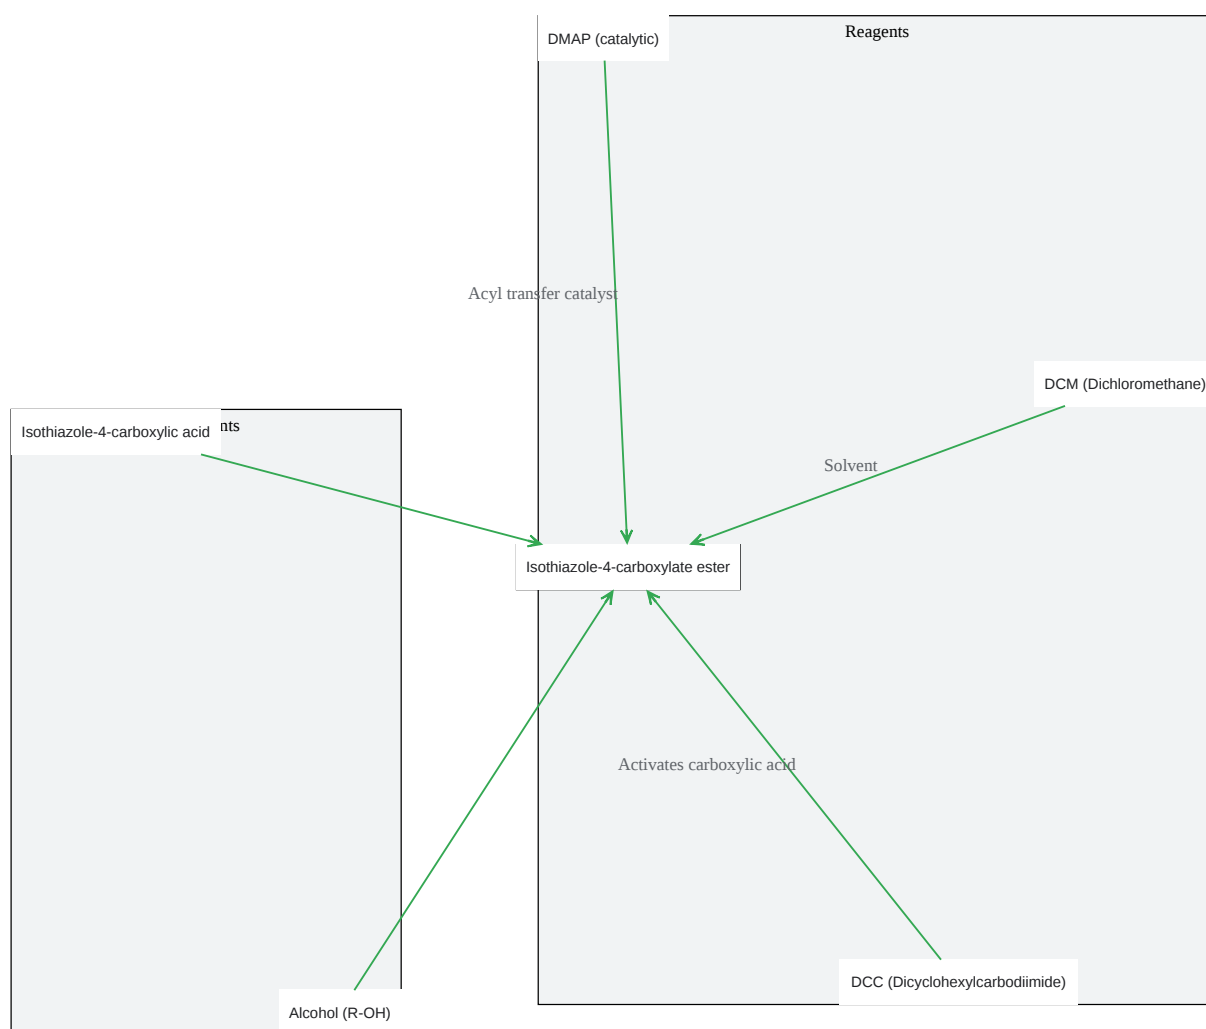 DMAP (catalytic)
Reagents
Acyl transfer catalyst
DCM (Dichloromethane)
Isothiazole-4-carboxylic acid
nts
Solvent
Isothiazole-4-carboxylate ester
Activates carboxylic acid
DCC (Dicyclohexylcarbodiimide)
Alcohol (R-OH)